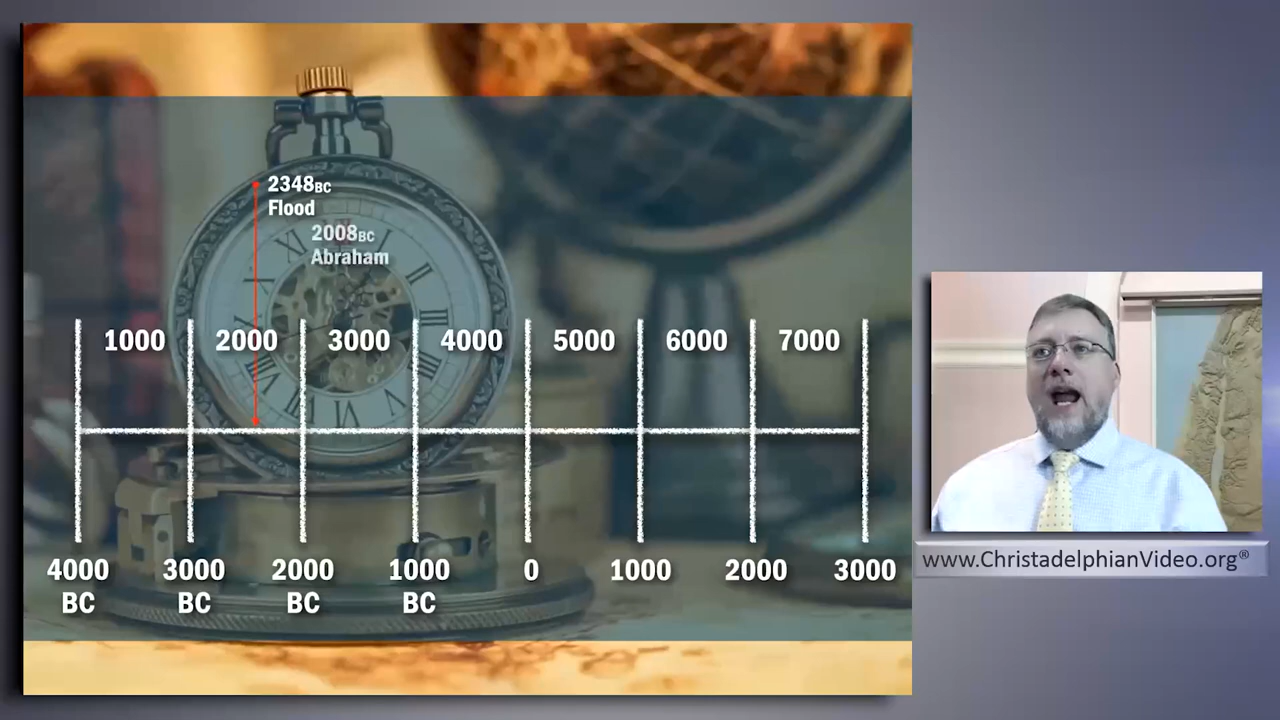 2348BC
Flood
2008BC
Abraham
1000 2000 3000 4000 5000 6000 7000
4000 3000 2000 1000 0 1000 2000 3000
BC BC BC BC
www.ChristadelphianVideo.org®